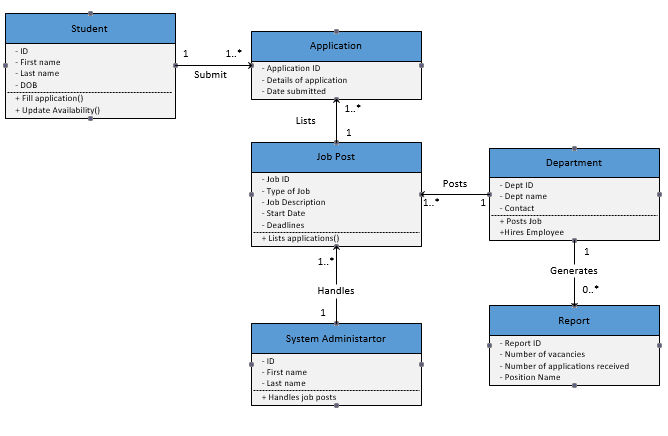 Student
- ID
- First name
- Last name
- DOB
+ Fill application()
+ Update Availability()
1
1..*
Submit
Application
- Application ID
- Details of application
- Date submitted
1..*
Lists
1
Job Post
- Job ID
- Type of Job
- Job Description
- Start Date
- Deadlines
+ Lists applications()
Posts
1..*
1
Department
- Dept ID
- Dept name
- Contact
+ Posts Job
+Hires Employee
1..*
Handles
1
1
Generates
0..*
System Administartor
- ID
- First name
- Last name
+ Handles job posts
Report
- Report ID
- Number of vacancies
- Number of applications received
- Position Name